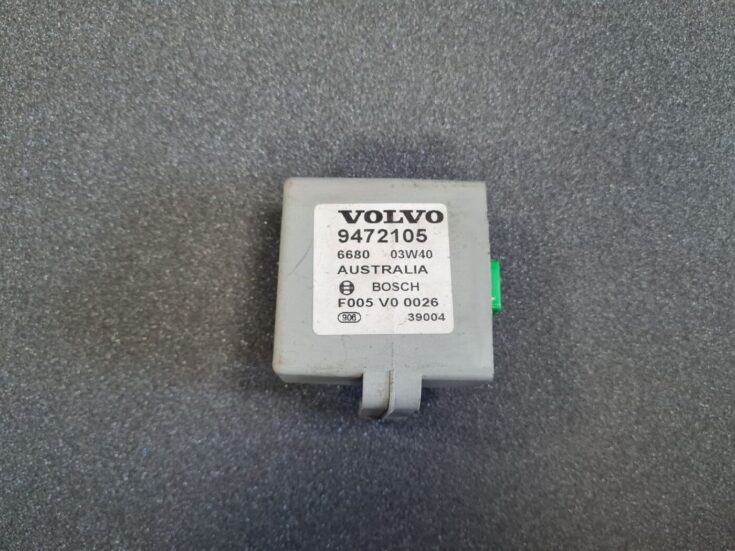 VOLVO
9472105
6680 03W40
AUSTRALIA
BOSCH
F005 V0 0026
906 39004